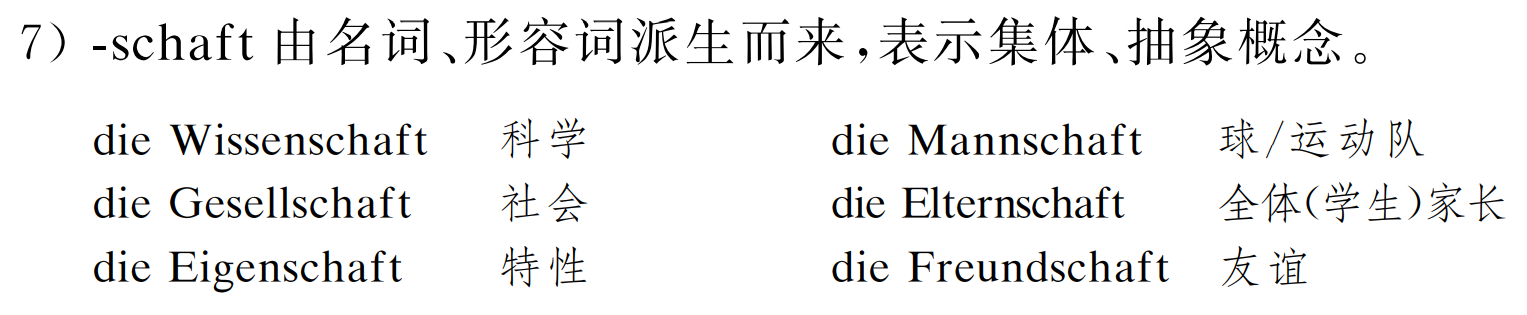 7) -schaft 由名词、形容词派生而来,表示集体、抽象概念。
die Wissenschaft 科学 die Mannschaft 球/运动队
die Gesellschaft 社会 die Elternschaft 全体(学生)家长
die Eigenschaft 特性 die Freundschaft 友谊